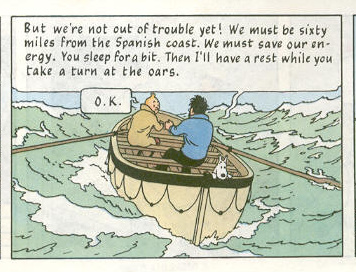 But we're not out of trouble yet! We must be sixty
miles from the Spanish coast. We must save our en-
ergy. You sleep for a bit. Then I'll have a rest while you
take a turn at the oars.
O.K.